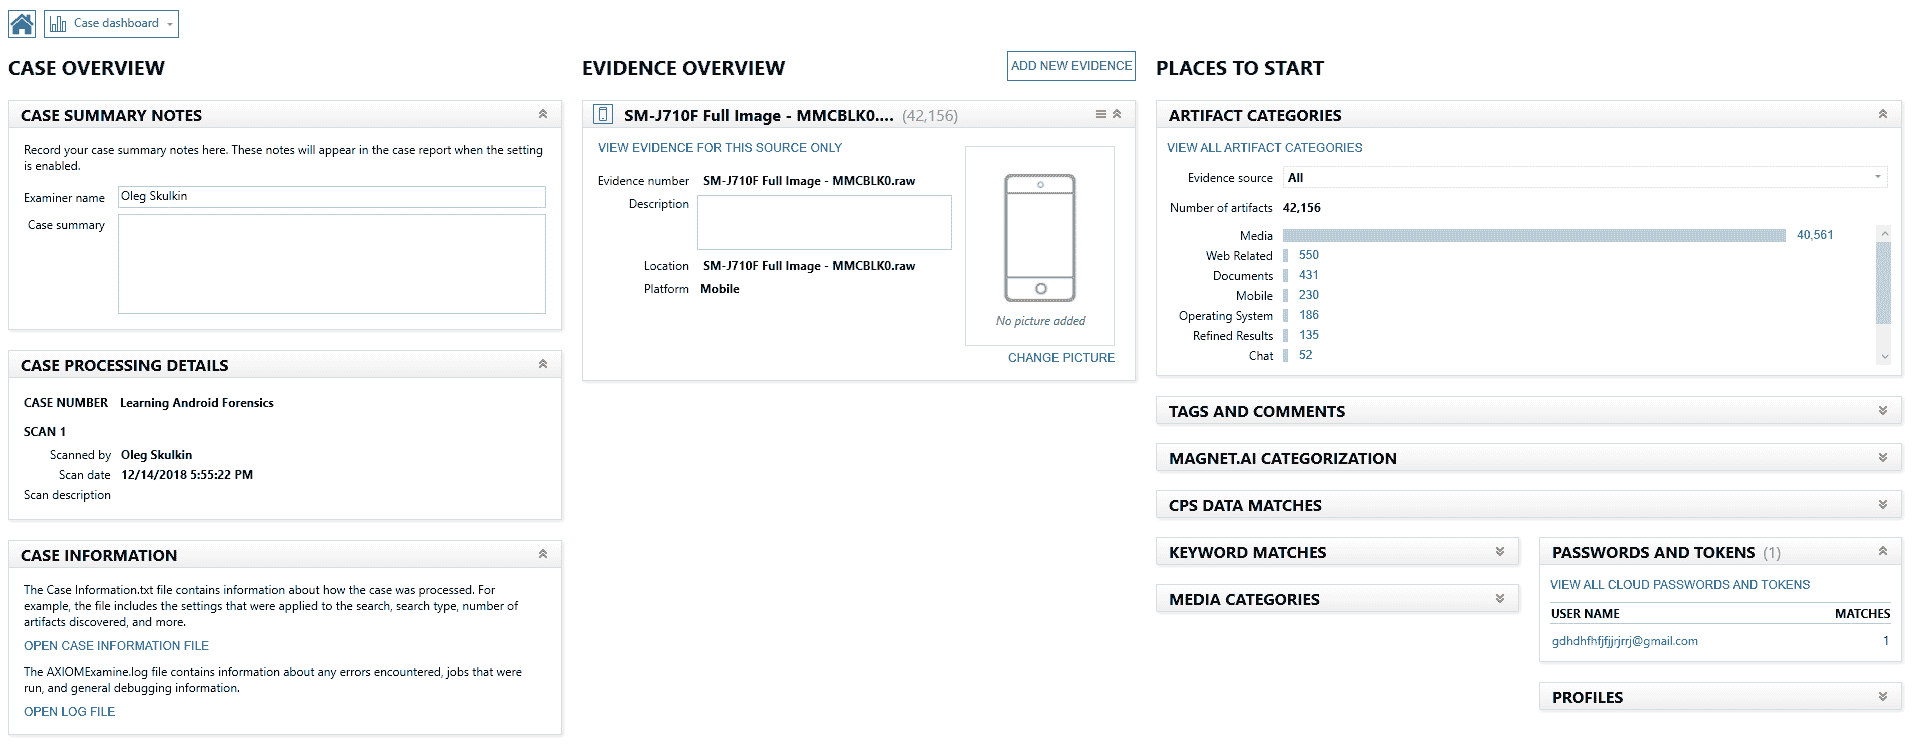 Case dashboard
CASE OVERVIEW
CASE SUMMARY NOTES
Record your case summary notes here. These notes will appear in the case report when the setting
is enabled.
Examiner name Oleg Skulkin
Case summary
CASE PROCESSING DETAILS
CASE NUMBER Learning Android Forensics
SCAN 1
Scanned by Oleg Skulkin
Scan date 12/14/2018 5:55:22 PM
Scan description
CASE INFORMATION
The Case Information.txt file contains information about how the case was processed. For
example, the file includes the settings that were applied to the search, search type, number of
artifacts discovered, and more.
OPEN CASE INFORMATION FILE
The AXIOMExamine.log file contains information about any errors encountered, jobs that were
run, and general debugging information.
OPEN LOG FILE
EVIDENCE OVERVIEW
ADD NEW EVIDENCE
SM-J710F Full Image - MMCBLK0.... (42,156)
VIEW EVIDENCE FOR THIS SOURCE ONLY
Evidence number SM-J710F Full Image - MMCBLK0.raw
Description
Location SM-J710F Full Image - MMCBLK0.raw
Platform Mobile
No picture added
CHANGE PICTURE
PLACES TO START
ARTIFACT CATEGORIES
VIEW ALL ARTIFACT CATEGORIES
Evidence source All
Number of artifacts 42,156
Media 40,561
Web Related 550
Documents 431
Mobile 230
Operating System 186
Refined Results 135
Chat 52
TAGS AND COMMENTS
MAGNET.AI CATEGORIZATION
CPS DATA MATCHES
KEYWORD MATCHES
MEDIA CATEGORIES
PASSWORDS AND TOKENS (1)
VIEW ALL CLOUD PASSWORDS AND TOKENS
USER NAME MATCHES
gdhdhfhfjfjjrjrrj@gmail.com 1
PROFILES